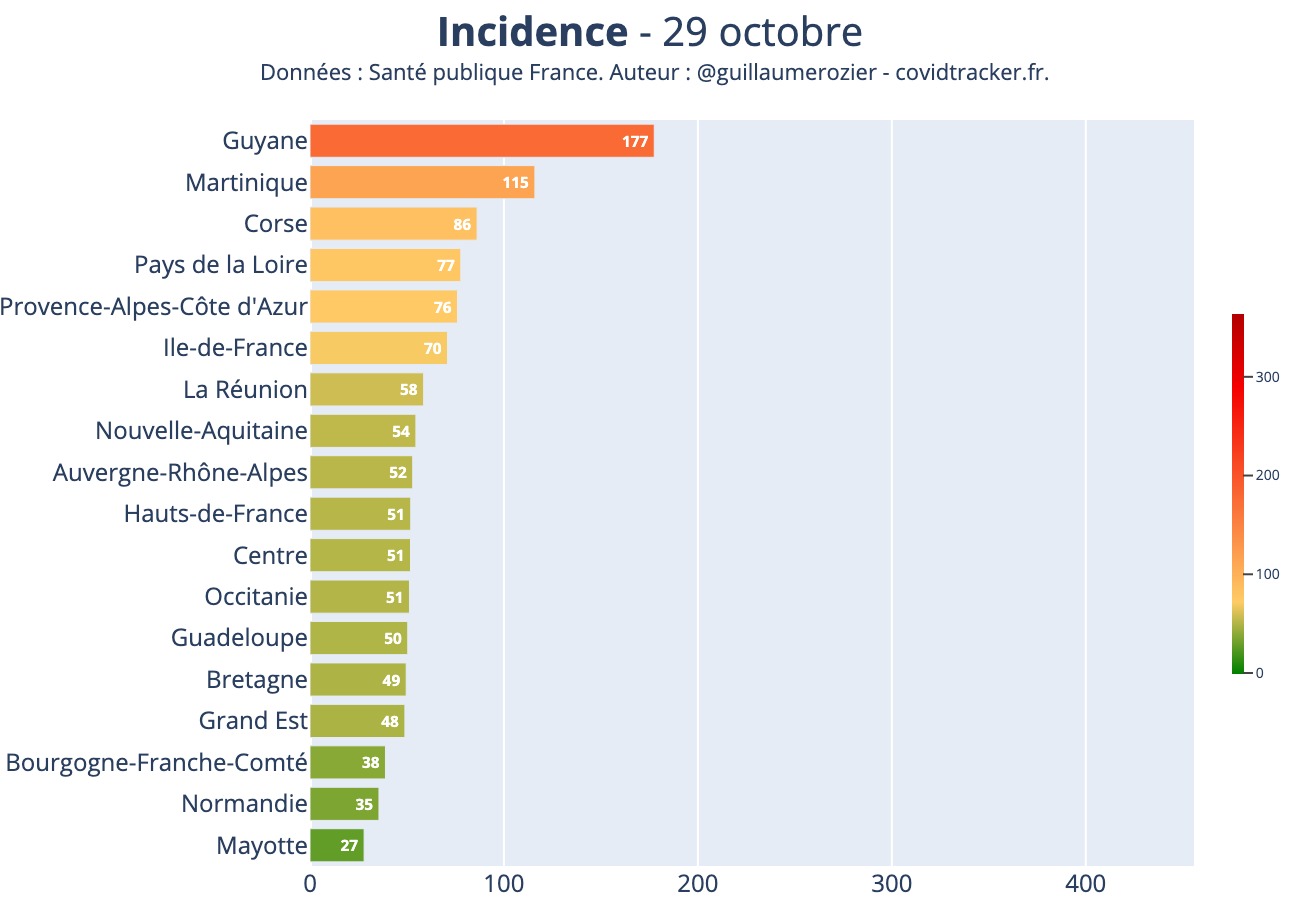 Incidence - 29 octobre
Données : Santé publique France. Auteur : @guillaumerozier - covidtracker.fr.
Guyane 177
Martinique 115
Corse 86
Pays de la Loire 77
Provence-Alpes-Côte d'Azur 76
Ile-de-France 70
La Réunion 58
Nouvelle-Aquitaine 54
Auvergne-Rhône-Alpes 52
Hauts-de-France 51
Centre 51
Occitanie 51
Guadeloupe 50
Bretagne 49
Grand Est 48
Bourgogne-Franche-Comté 38
Normandie 35
Mayotte 27
0 100 200 300 400
300
200
100
0